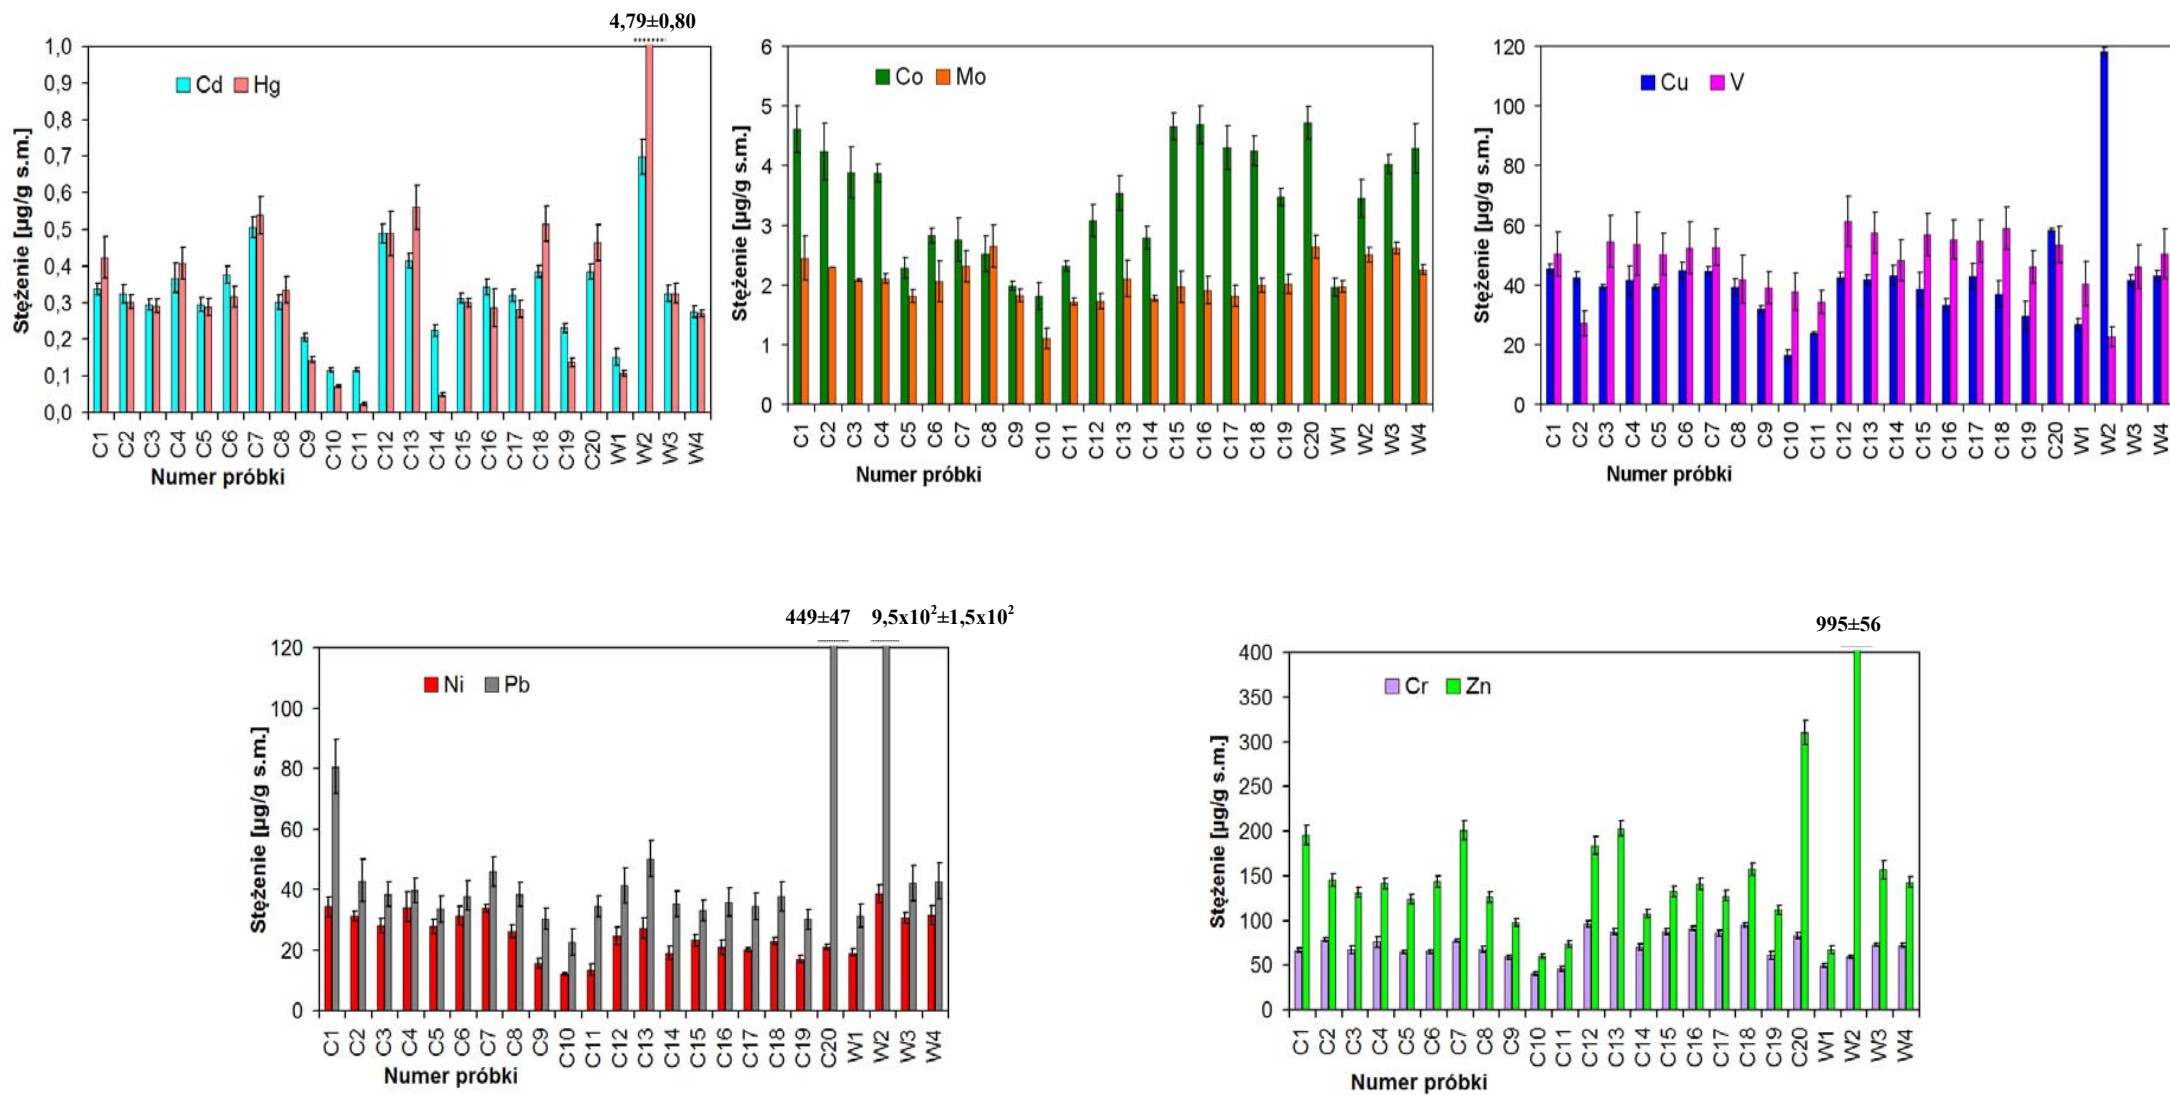 4,79±0,80
1,0
0,9
0,8
0,7
0,6
0,5
0,4
0,3
0,2
0,1
0,0
Stężenie [µg/g s.m.]
Cd Hg
C1 C2 C3 C4 C5 C6 C7 C8 C9 C10 C11 C12 C13 C14 C15 C16 C17 C18 C19 C20 W1 W2 W3 W4
Numer próbki
6
5
4
3
2
1
0
Stężenie [µg/g s.m.]
Co Mo
C1 C2 C3 C4 C5 C6 C7 C8 C9 C10 C11 C12 C13 C14 C15 C16 C17 C18 C19 C20 W1 W2 W3 W4
Numer próbki
120
100
80
60
40
20
0
Stężenie [µg/g s.m.]
Cu V
C1 C2 C3 C4 C5 C6 C7 C8 C9 C10 C11 C12 C13 C14 C15 C16 C17 C18 C19 C20 W1 W2 W3 W4
Numer próbki
449±47 9,5x10²±1,5x10²
120
100
80
60
40
20
0
Stężenie [µg/g s.m.]
Ni Pb
C1 C2 C3 C4 C5 C6 C7 C8 C9 C10 C11 C12 C13 C14 C15 C16 C17 C18 C19 C20 W1 W2 W3 W4
Numer próbki
995±56
400
350
300
250
200
150
100
50
0
Stężenie [µg/g s.m.]
Cr Zn
C1 C2 C3 C4 C5 C6 C7 C8 C9 C10 C11 C12 C13 C14 C15 C16 C17 C18 C19 C20 W1 W2 W3 W4
Numer próbki